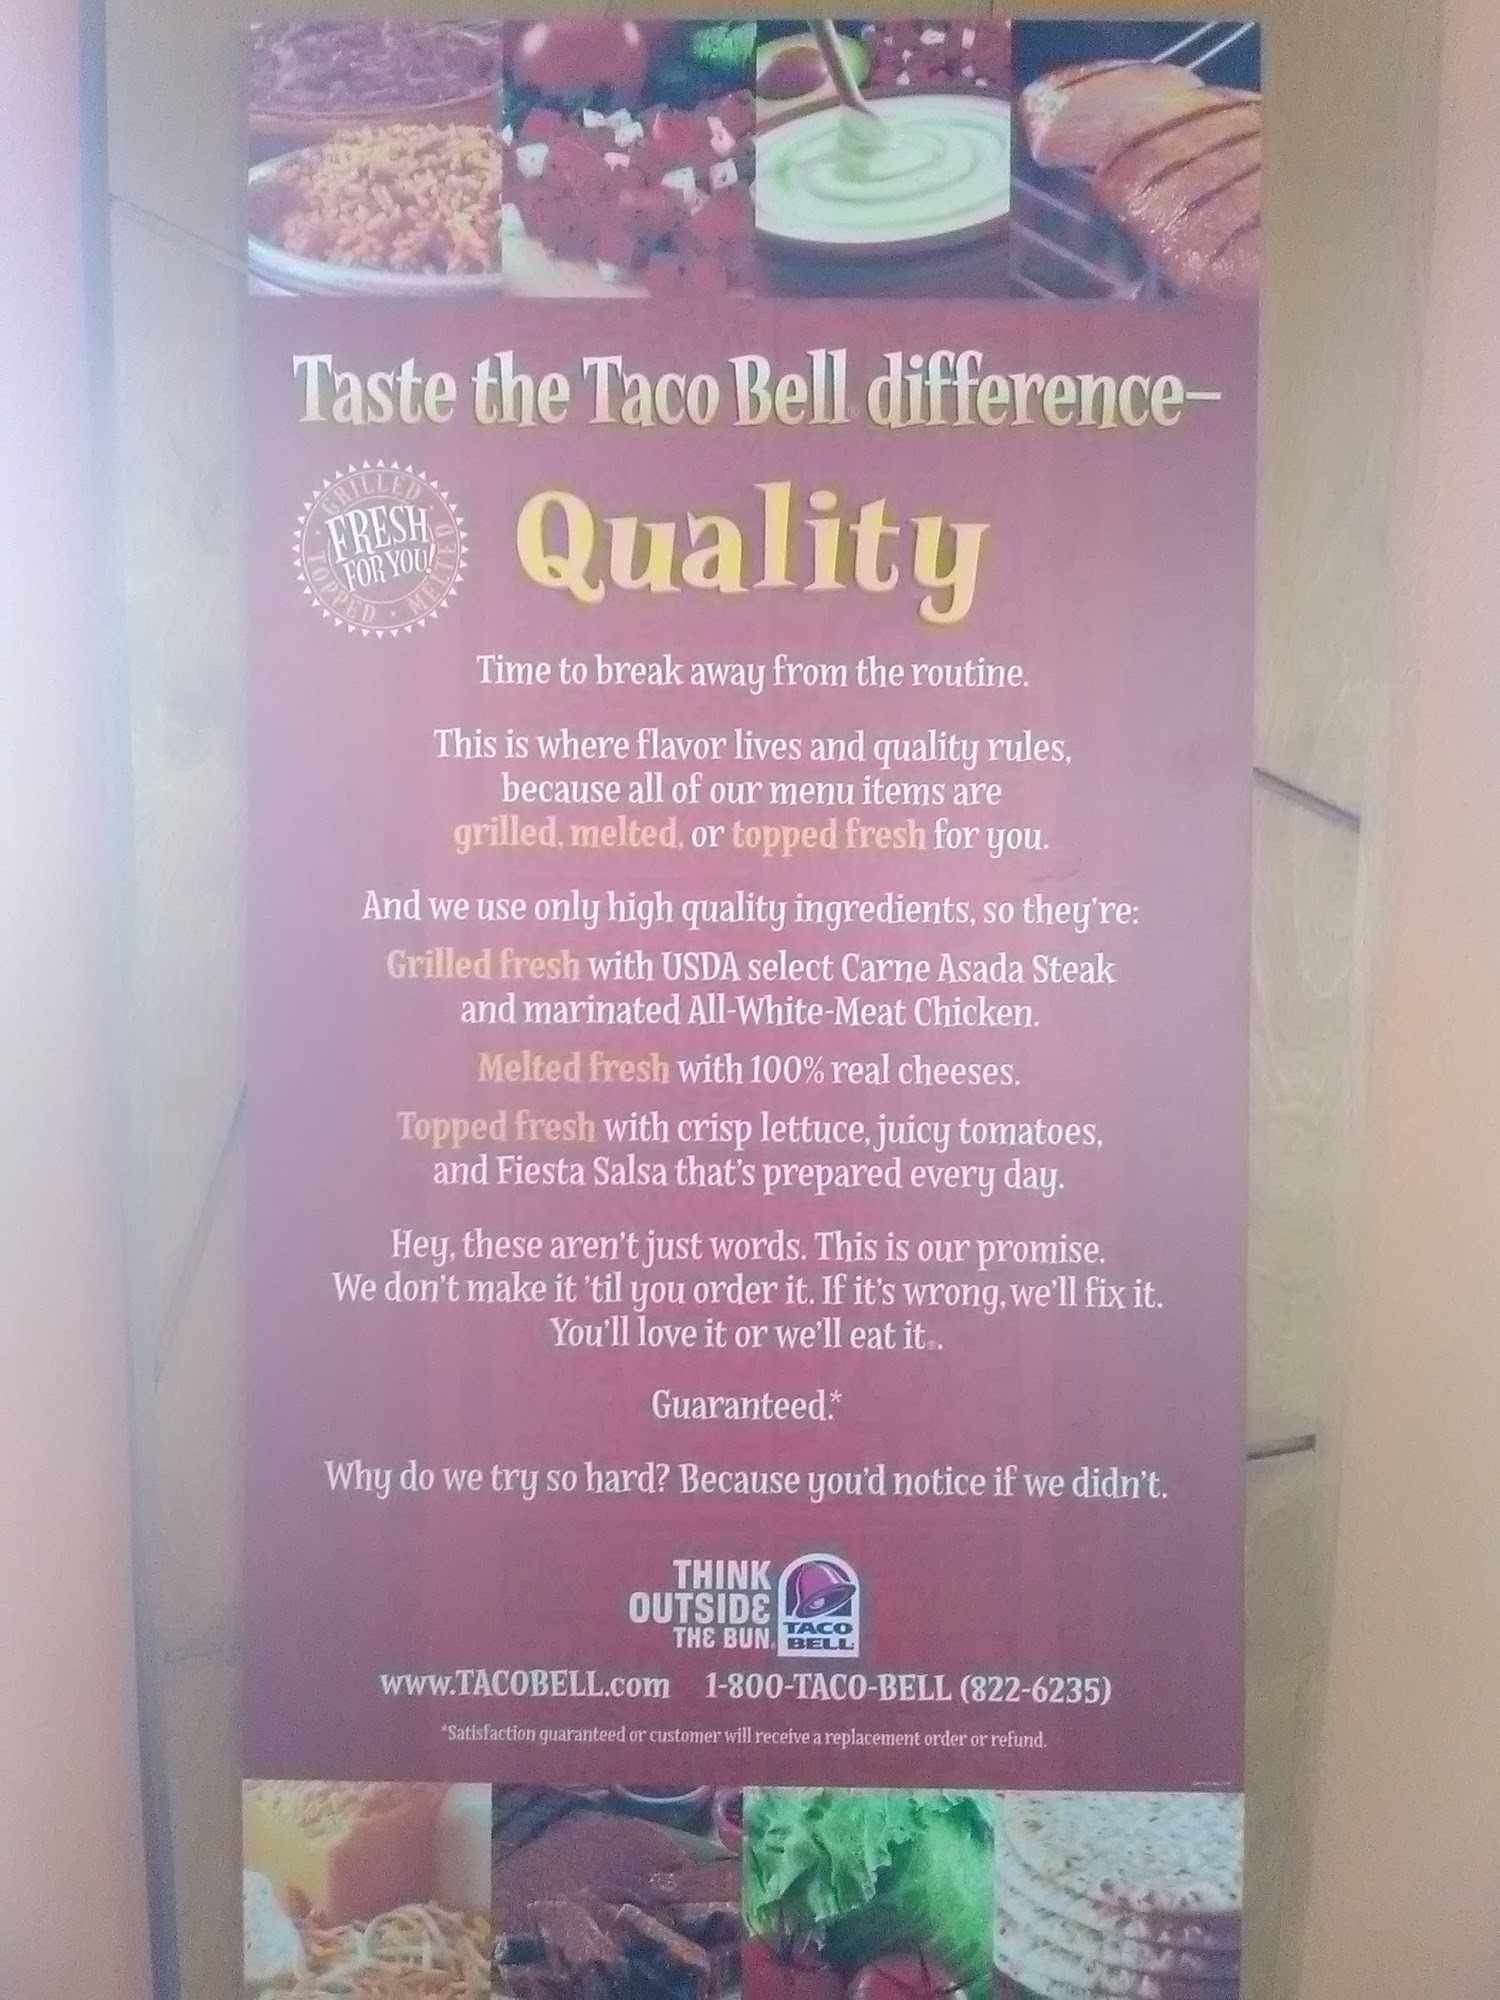 Taste the Taco Bell® difference–
GRILLED
FRESH
FOR YOU!
TOPPED • MELTED
Quality
Time to break away from the routine.
This is where flavor lives and quality rules,
because all of our menu items are
grilled, melted, or topped fresh for you.
And we use only high quality ingredients, so they're:
Grilled fresh with USDA select Carne Asada Steak
and marinated All-White-Meat Chicken.
Melted fresh with 100% real cheeses.
Topped fresh with crisp lettuce, juicy tomatoes,
and Fiesta Salsa that's prepared every day.
Hey, these aren't just words. This is our promise.
We don't make it 'til you order it. If it's wrong, we'll fix it.
You'll love it or we'll eat it®.
Guaranteed.*
Why do we try so hard? Because you'd notice if we didn't.
THINK
OUTSIDE
THE BUN.
TACO
BELL
www.TACOBELL.com 1-800-TACO-BELL (822-6235)
*Satisfaction guaranteed or customer will receive a replacement order or refund.